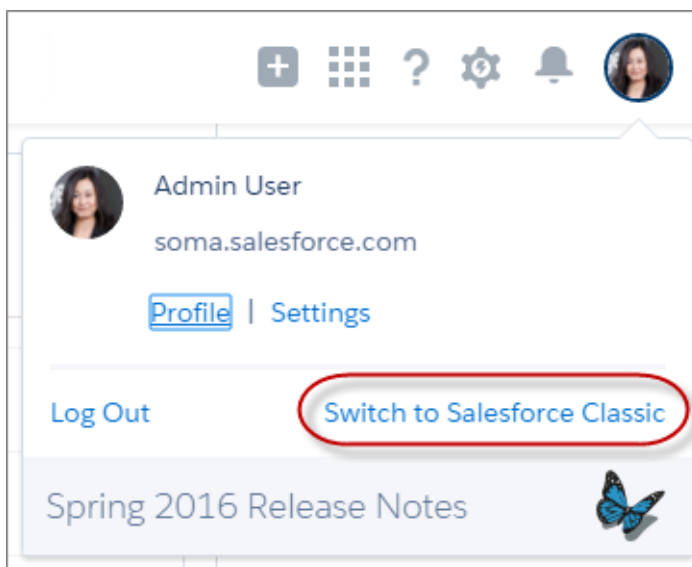 Admin User
soma.salesforce.com
Profile | Settings
Log Out Switch to Salesforce Classic
Spring 2016 Release Notes